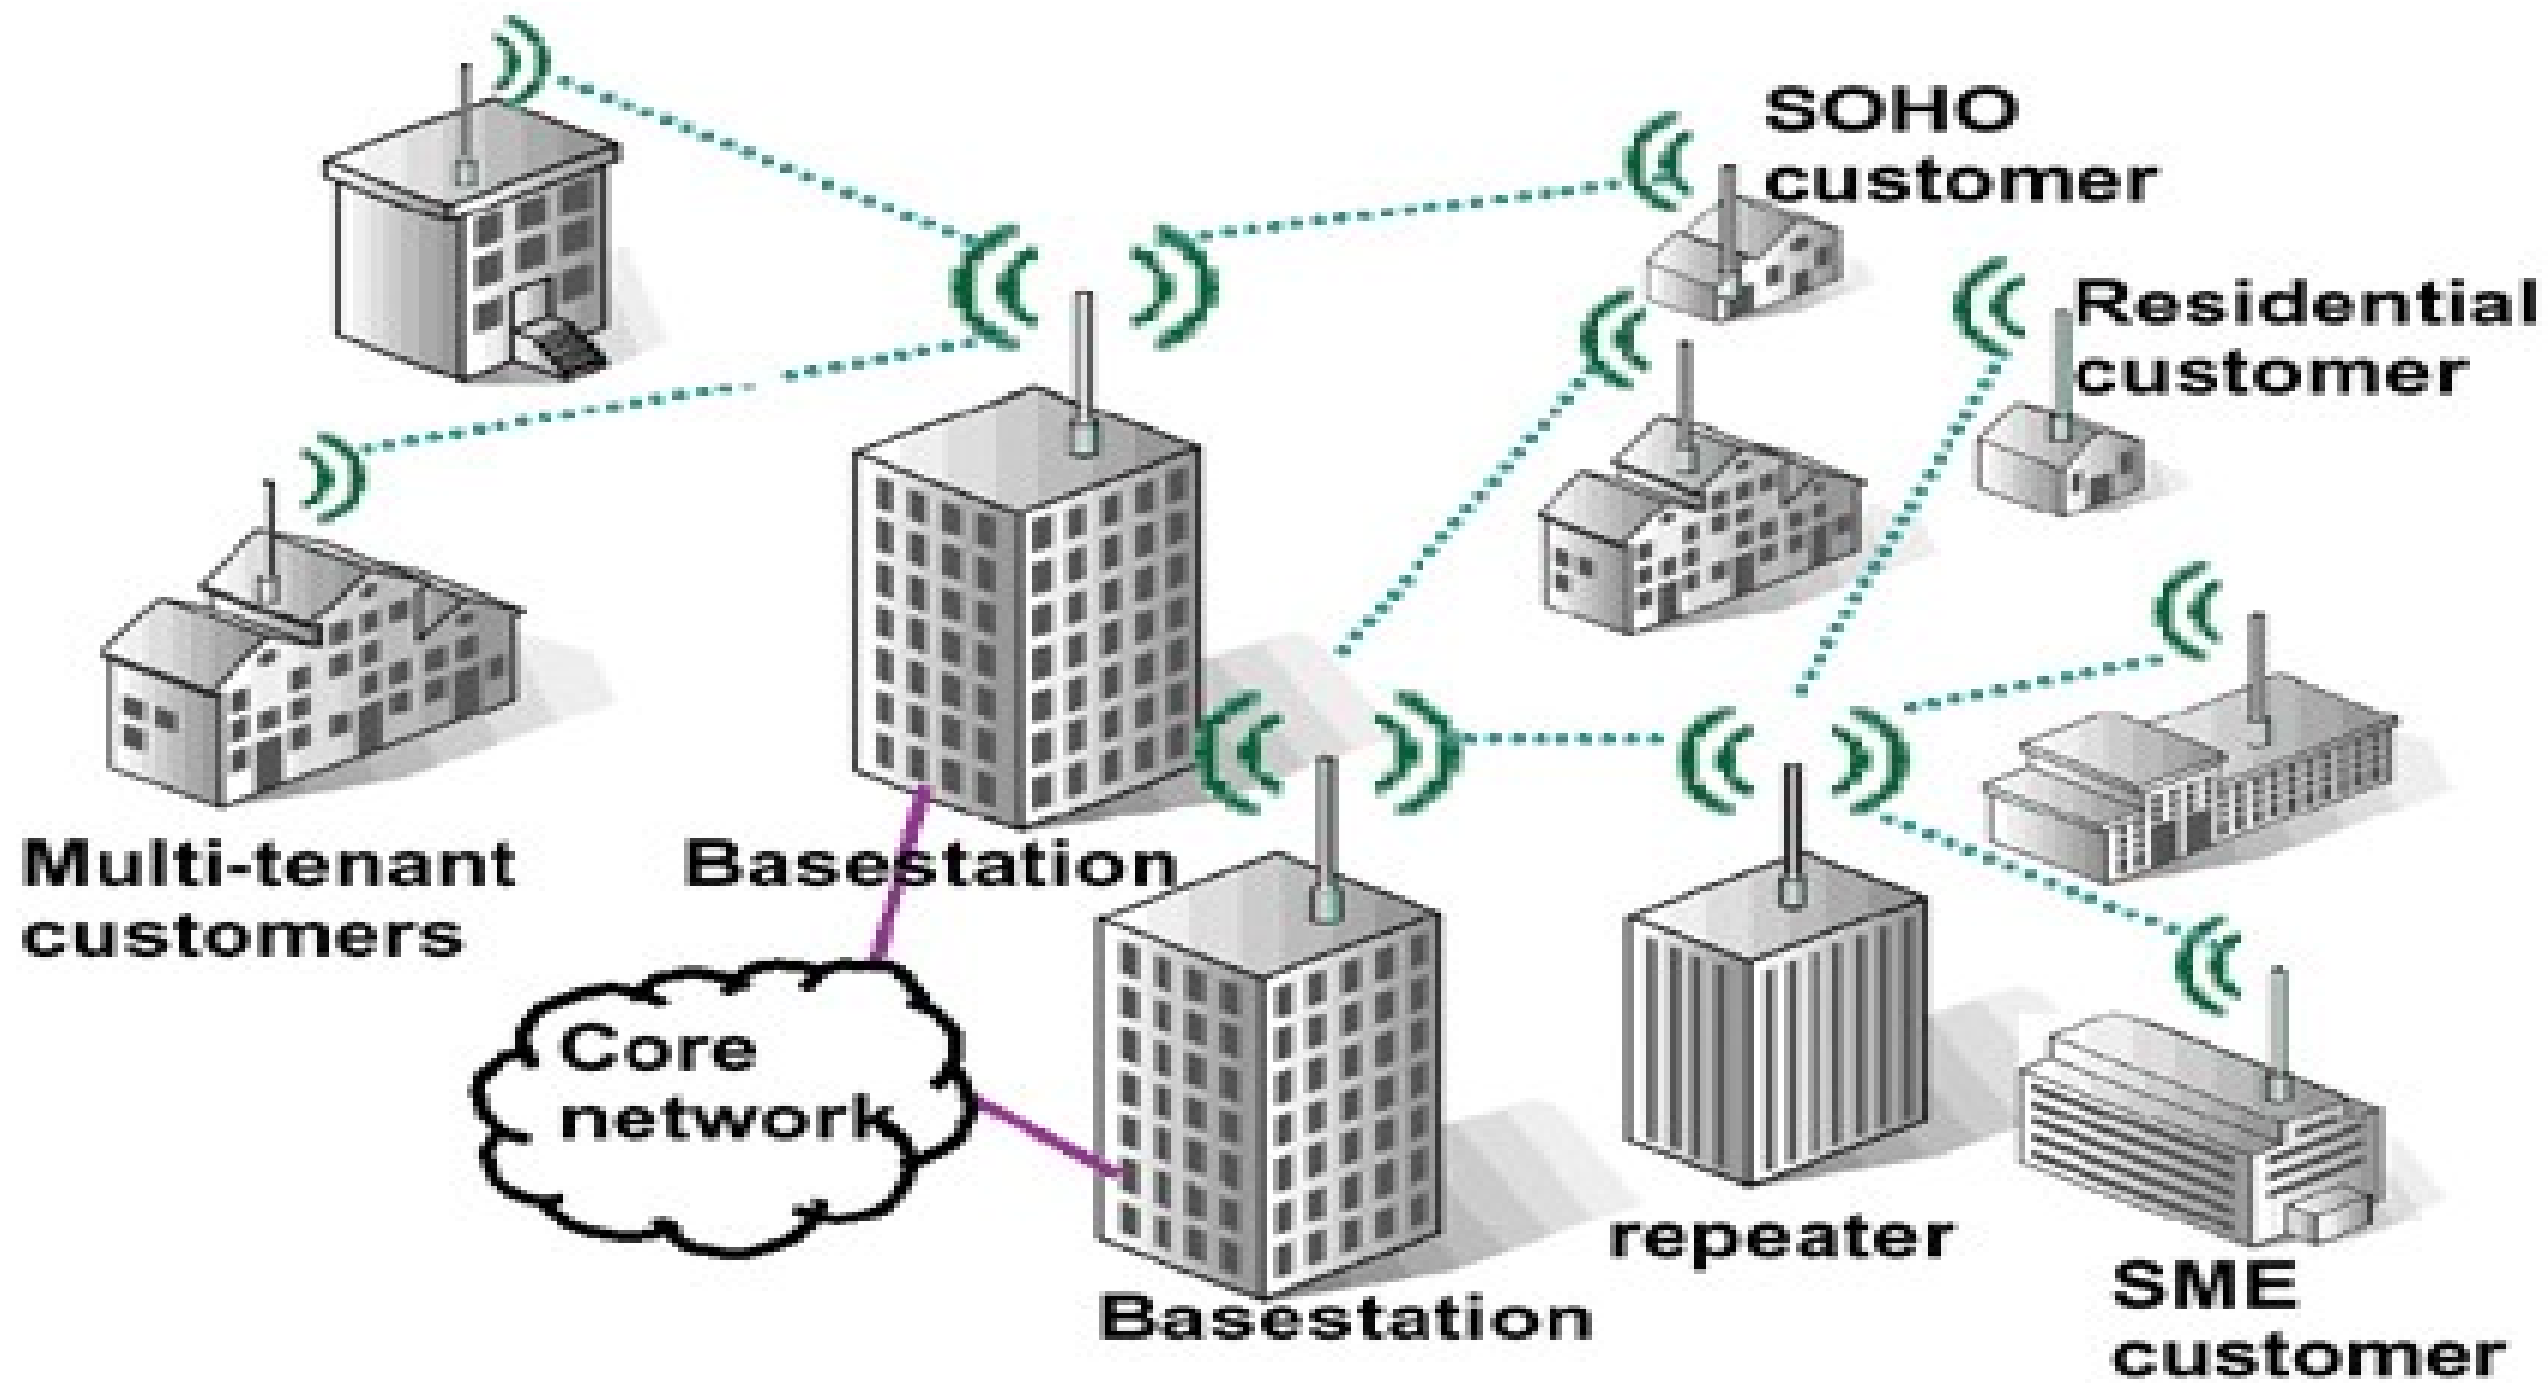 SOHO
customer
Residential
customer
Multi-tenant
customers
Basestation
Core
network
repeater
Basestation
SME
customer